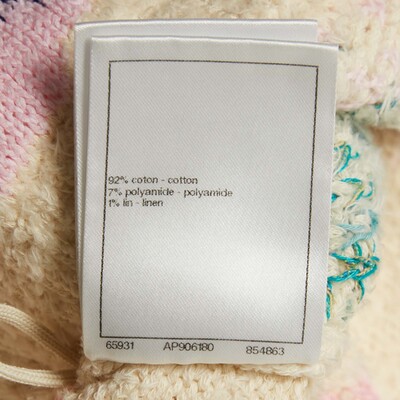 92% coton - cotton
7% polyamide - polyamide
1% lin - linen
65931 AP906180 854863